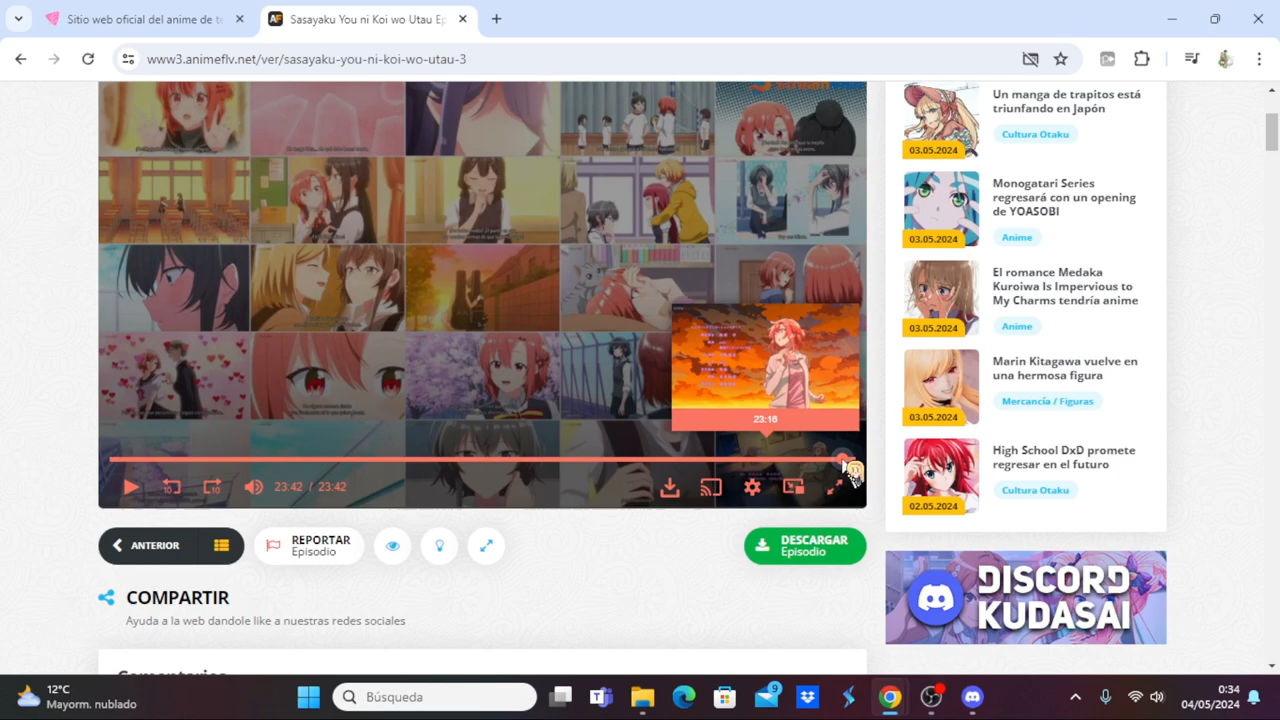 Sitio web oficial del anime de te
Sasayaku You ni Koi wo Utau Ep
www3.animeflv.net/ver/sasayaku-you-ni-koi-wo-utau-3
Un manga de trapitos está
triunfando en Japón
Cultura Otaku
03.05.2024
Monogatari Series
regresará con un opening
de YOASOBI
Anime
03.05.2024
El romance Medaka
Kuroiwa Is Impervious to
My Charms tendría anime
Anime
03.05.2024
Marin Kitagawa vuelve en
una hermosa figura
Mercancía / Figuras
03.05.2024
High School DxD promete
regresar en el futuro
Cultura Otaku
02.05.2024
23:16
10
10
23:42 / 23:42
ANTERIOR
REPORTAR
Episodio
DESCARGAR
Episodio
COMPARTIR
Ayuda a la web dandole like a nuestras redes sociales
DISCORD
KUDASAI
12°C
Mayorm. nublado
Búsqueda
9
0:34
04/05/2024